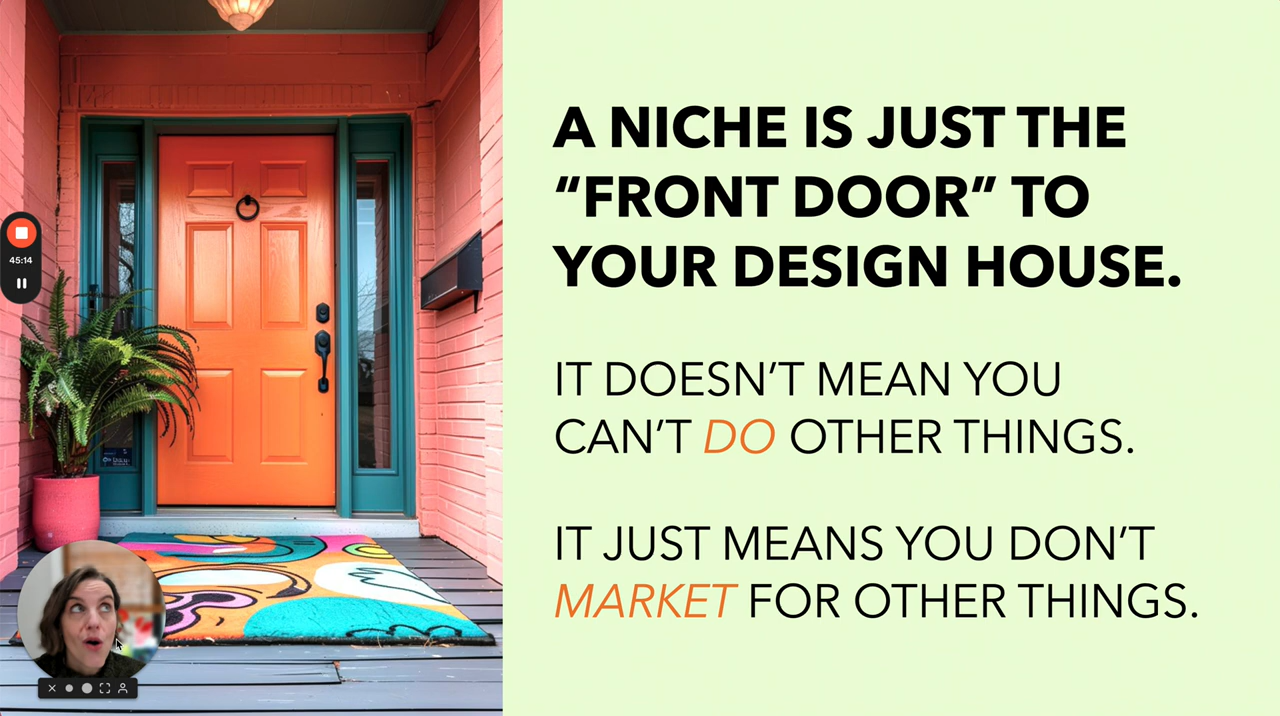 A NICHE IS JUST THE
“FRONT DOOR” TO
YOUR DESIGN HOUSE.
IT DOESN’T MEAN YOU
CAN’T DO OTHER THINGS.
IT JUST MEANS YOU DON’T
MARKET FOR OTHER THINGS.
45:14